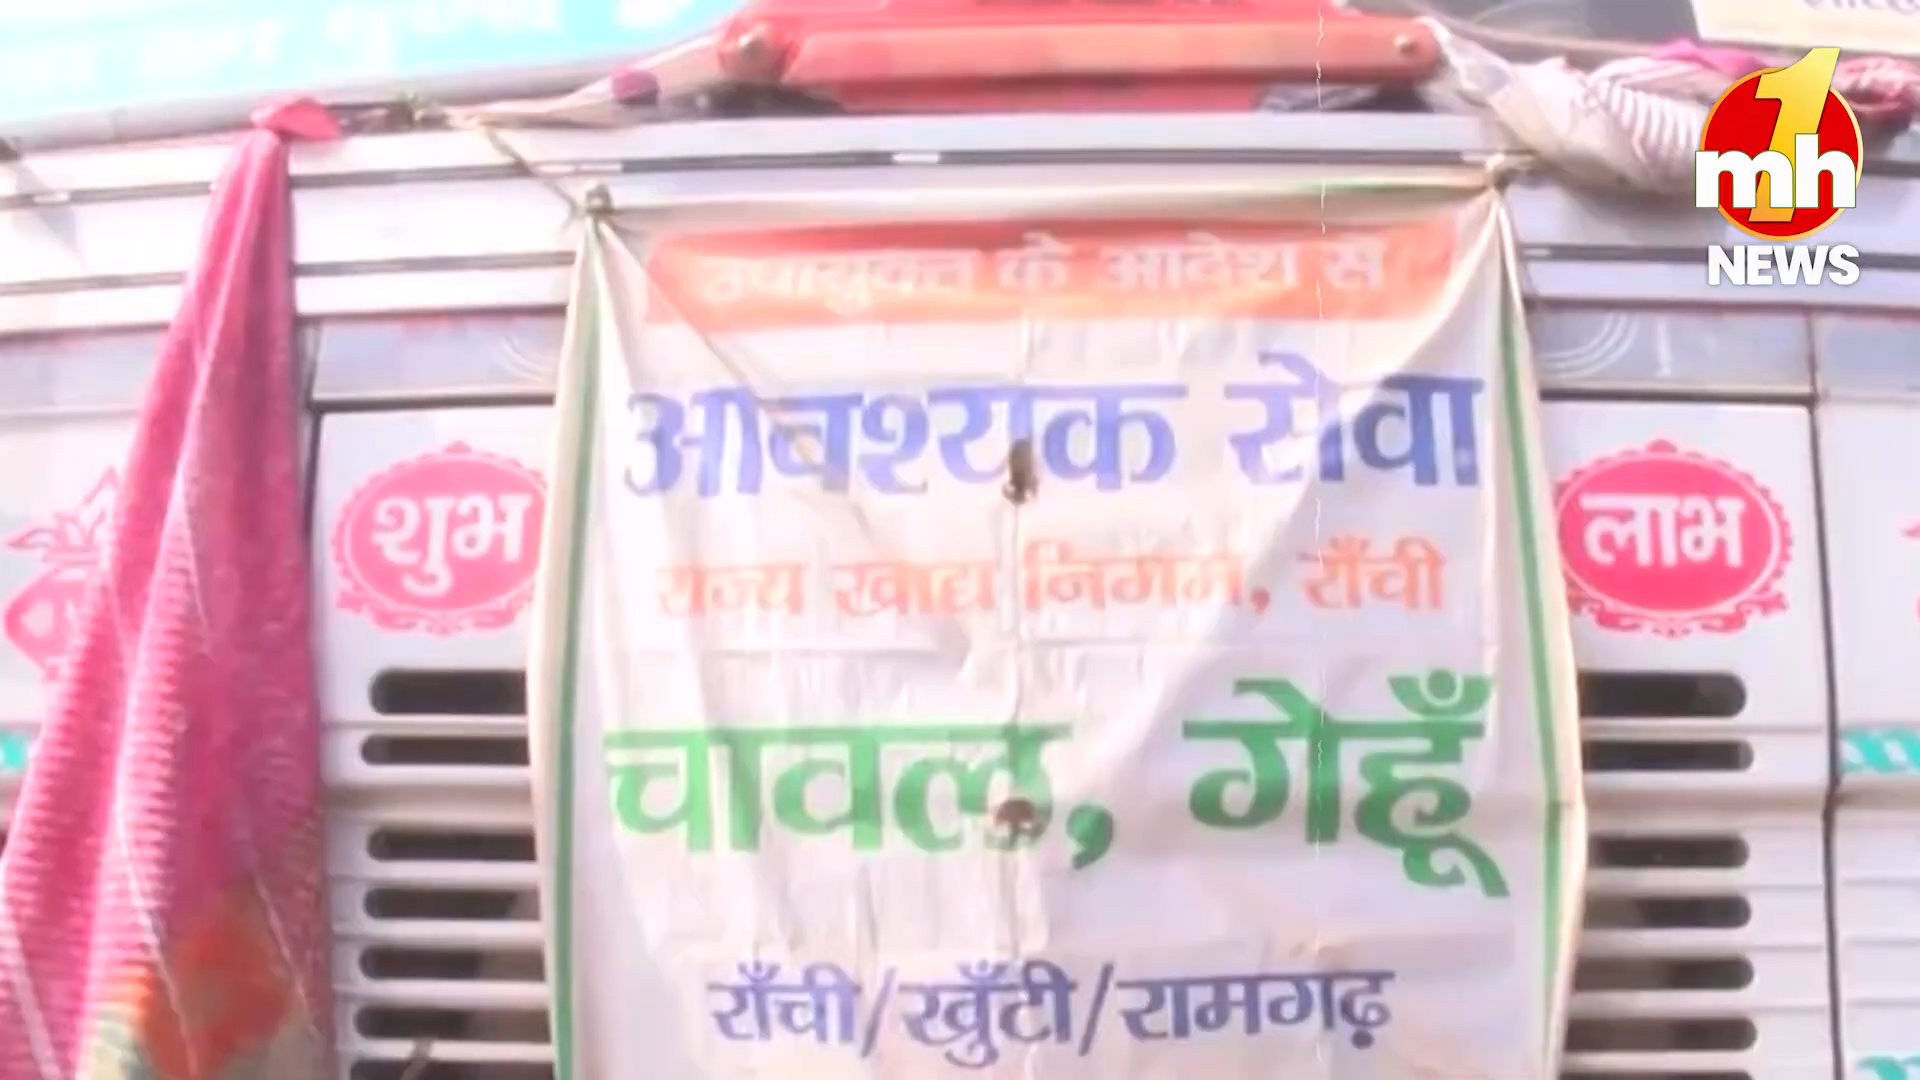 1
mh
NEWS
उपायुक्त के आदेश से
आवश्यक सेवा
शुभ
लाभ
राज्य खाद्य निगम, राँची
चावल, गेहूँ
राँची/खुँटी/रामगढ़